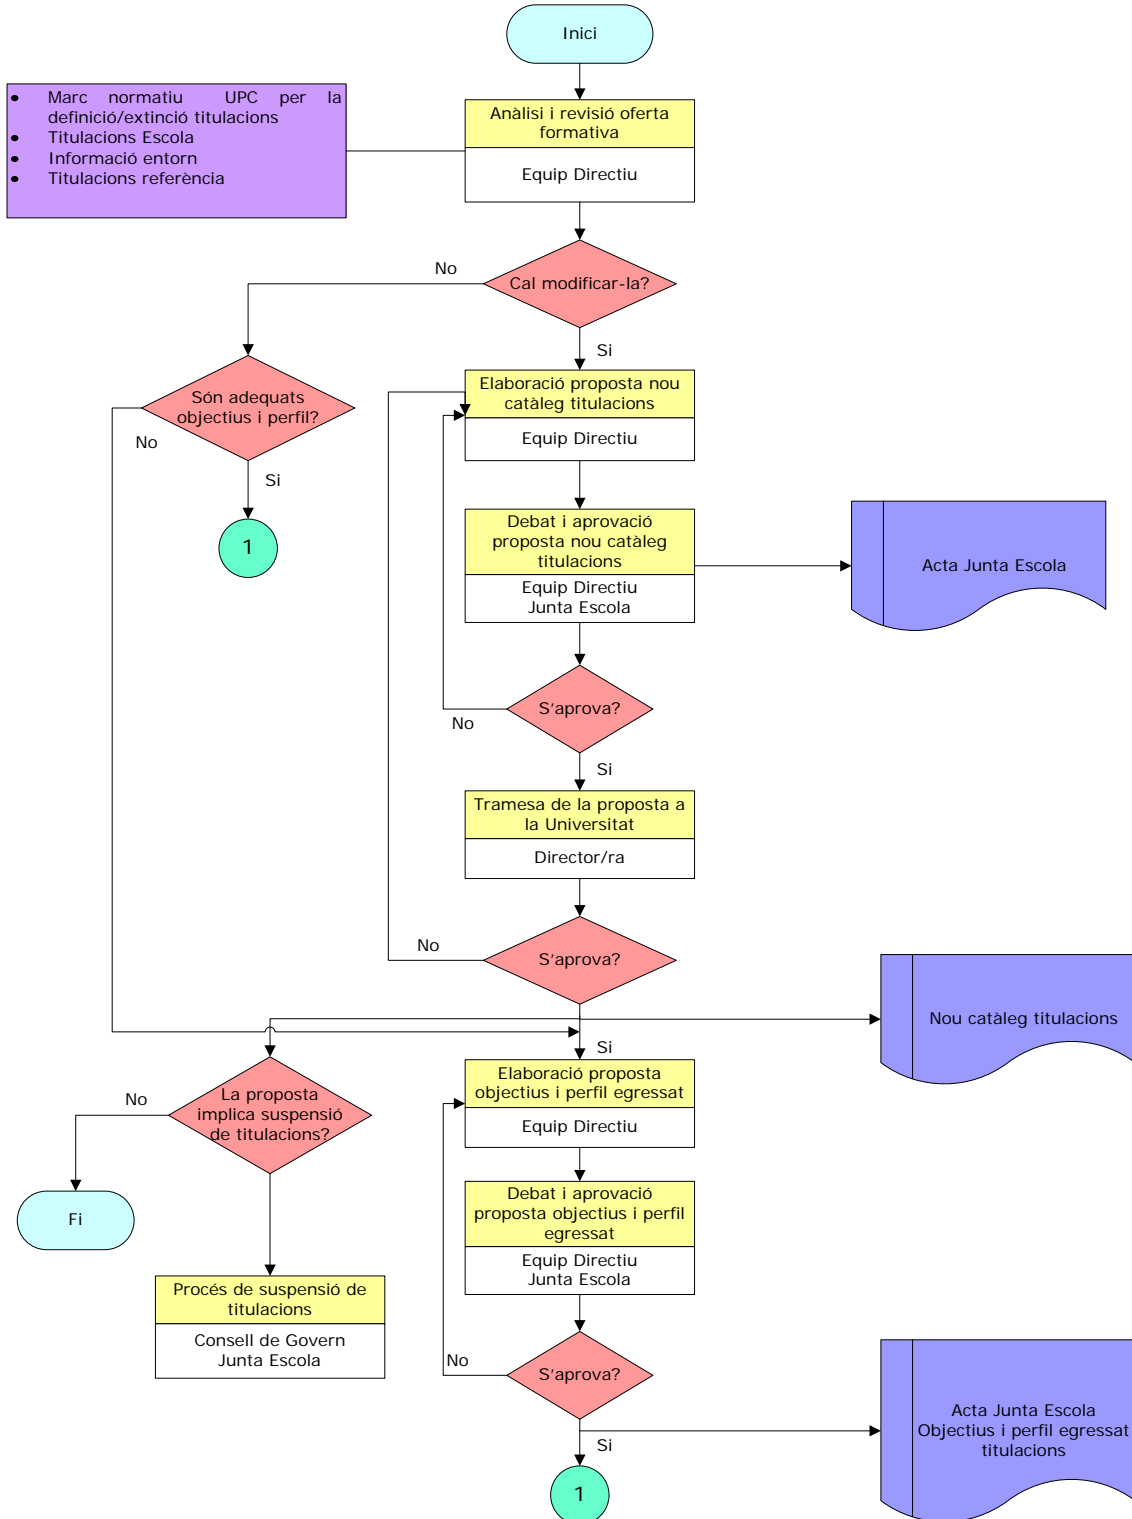 Inici
• Marc normatiu UPC per la
definició/extinció titulacions
• Titulacions Escola
• Informació entorn
• Titulacions referència
Anàlisi i revisió oferta
formativa
Equip Directiu
No
Cal modificar-la?
Si
Són adequats
objectius i perfil?
No
Si
1
Elaboració proposta nou
catàleg titulacions
Equip Directiu
Debat i aprovació
proposta nou catàleg
titulacions
Equip Directiu
Junta Escola
Acta Junta Escola
S'aprova?
No
Si
Tramesa de la proposta a
la Universitat
Director/ra
No
S'aprova?
Nou catàleg titulacions
Si
La proposta
implica suspensió
de titulacions?
No
Fi
Elaboració proposta
objectius i perfil egressat
Equip Directiu
Debat i aprovació
proposta objectius i perfil
egressat
Equip Directiu
Junta Escola
Procés de suspensió de
titulacions
Consell de Govern
Junta Escola
No
S'aprova?
Si
Acta Junta Escola
Objectius i perfil egressat
titulacions
1